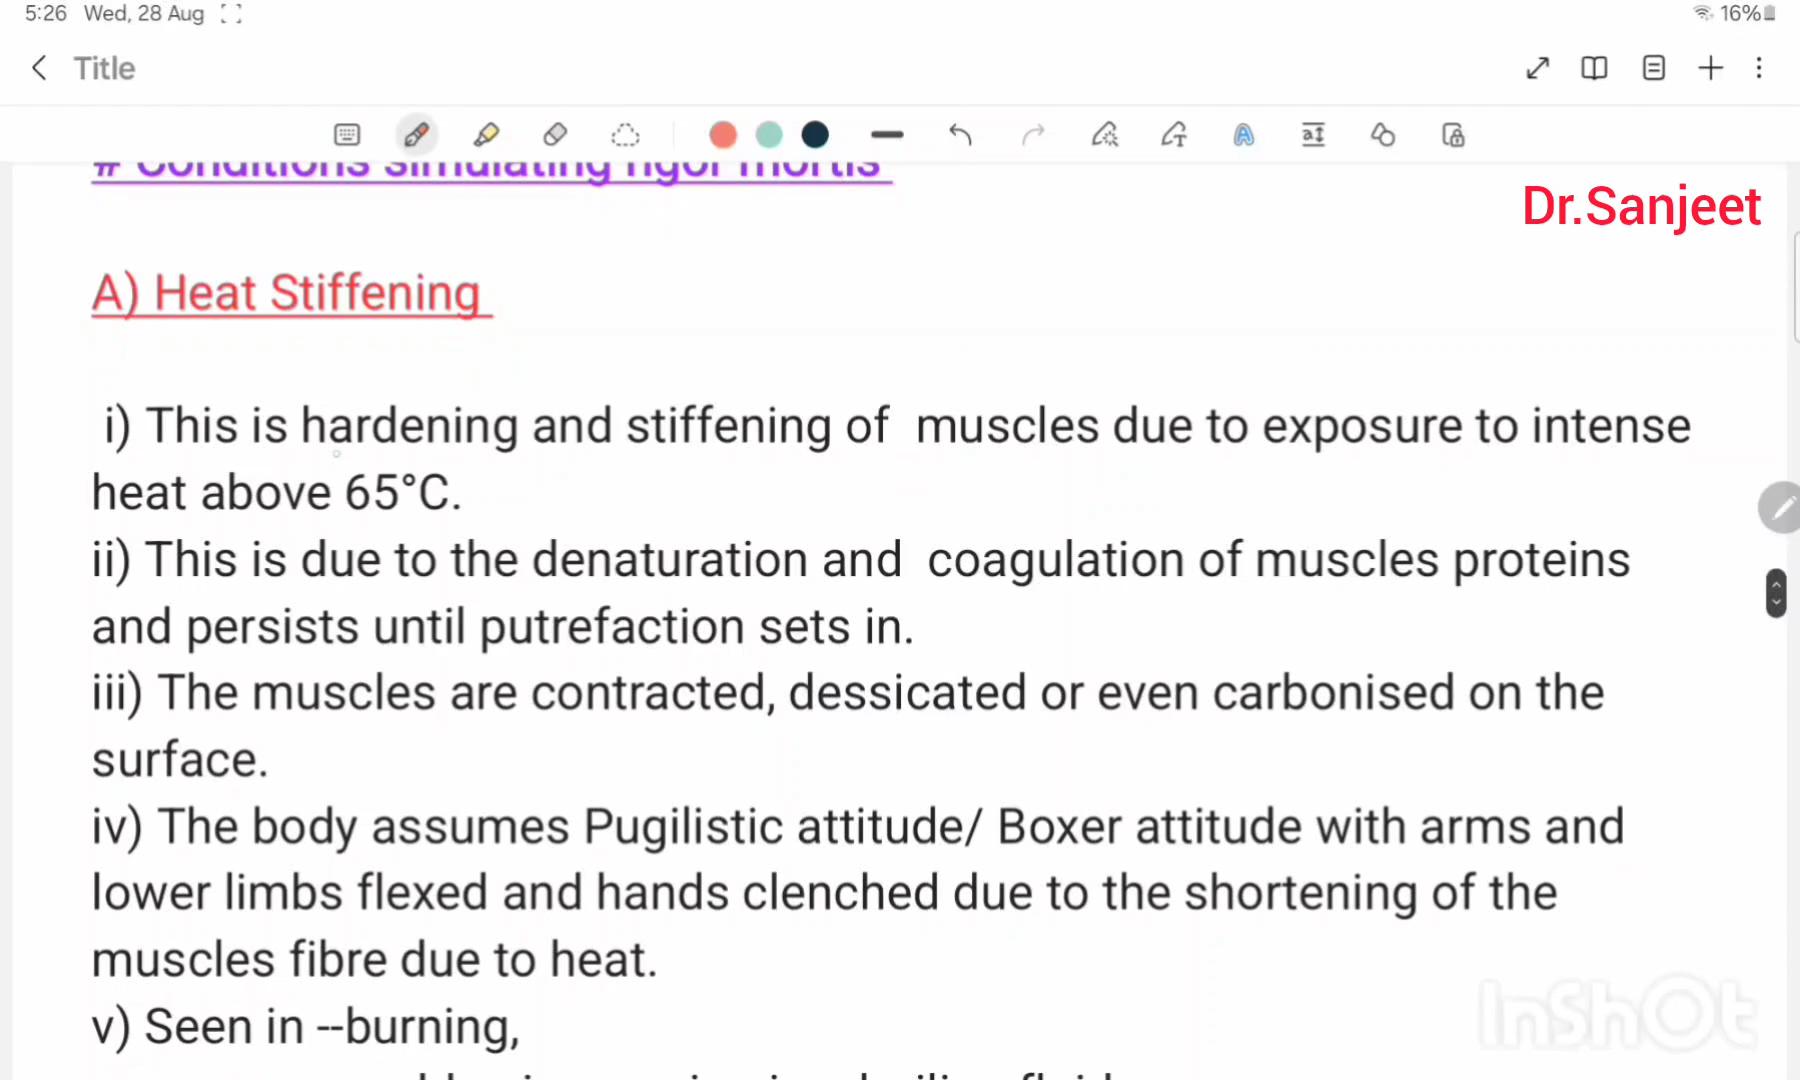 5:26 Wed, 28 Aug
16%
Title
# Conditions simulating rigor mortis
Dr.Sanjeet
A) Heat Stiffening
i) This is hardening and stiffening of muscles due to exposure to intense
heat above 65°C.
ii) This is due to the denaturation and coagulation of muscles proteins
and persists until putrefaction sets in.
iii) The muscles are contracted, dessicated or even carbonised on the
surface.
iv) The body assumes Pugilistic attitude/ Boxer attitude with arms and
lower limbs flexed and hands clenched due to the shortening of the
muscles fibre due to heat.
v) Seen in --burning,
InShOt